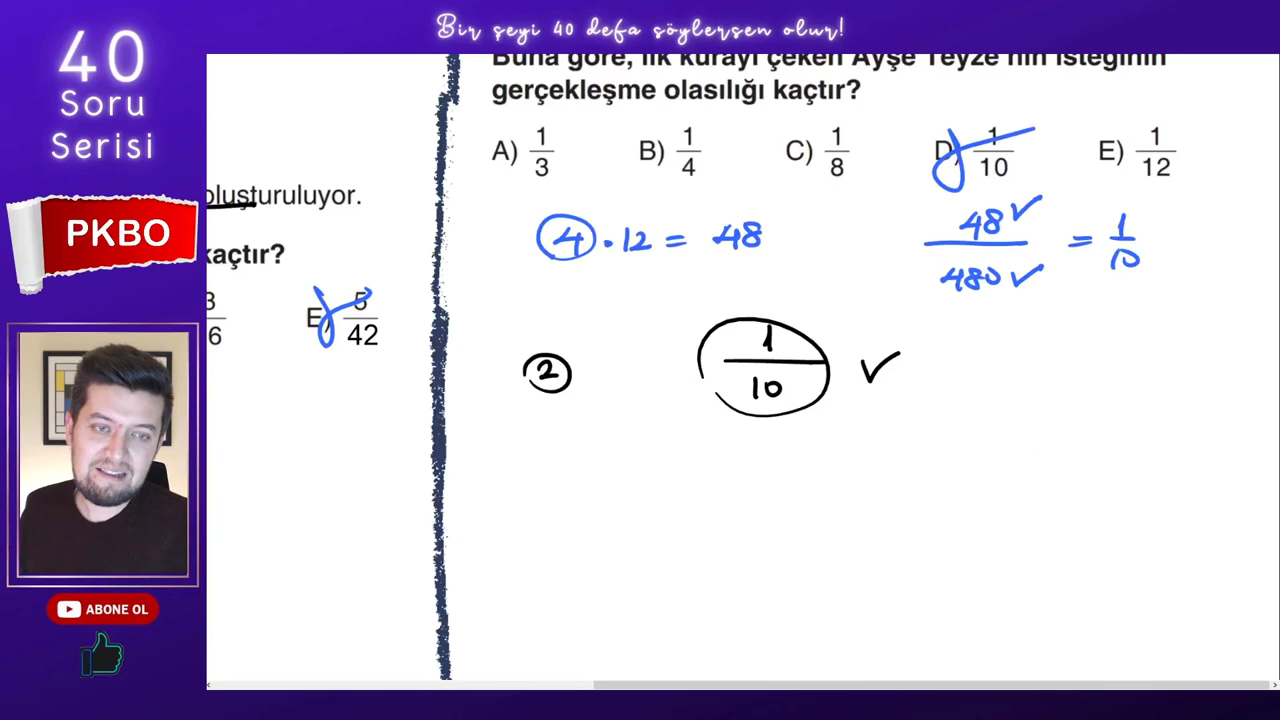 Bir şeyi 40 defa söylersen olur!
40
Soru
Serisi
PKBO
ABONE OL
oluşturuluyor.
kaçtır?
3
6
E) 5/42
Buna göre, ilk kurayı çeken Ayşe Teyze'nin isteğinin
gerçekleşme olasılığı kaçtır?
A) 1/3 B) 1/4 C) 1/8 D) 1/10 E) 1/12
4 · 12 = 48
48/480 = 1/10
2
1/10